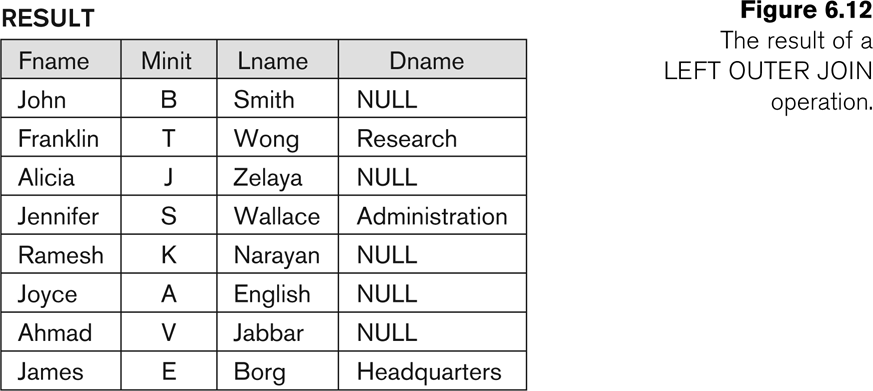 RESULT
Fname Minit Lname Dname
John B Smith NULL
Franklin T Wong Research
Alicia J Zelaya NULL
Jennifer S Wallace Administration
Ramesh K Narayan NULL
Joyce A English NULL
Ahmad V Jabbar NULL
James E Borg Headquarters
Figure 6.12
The result of a
LEFT OUTER JOIN
operation.